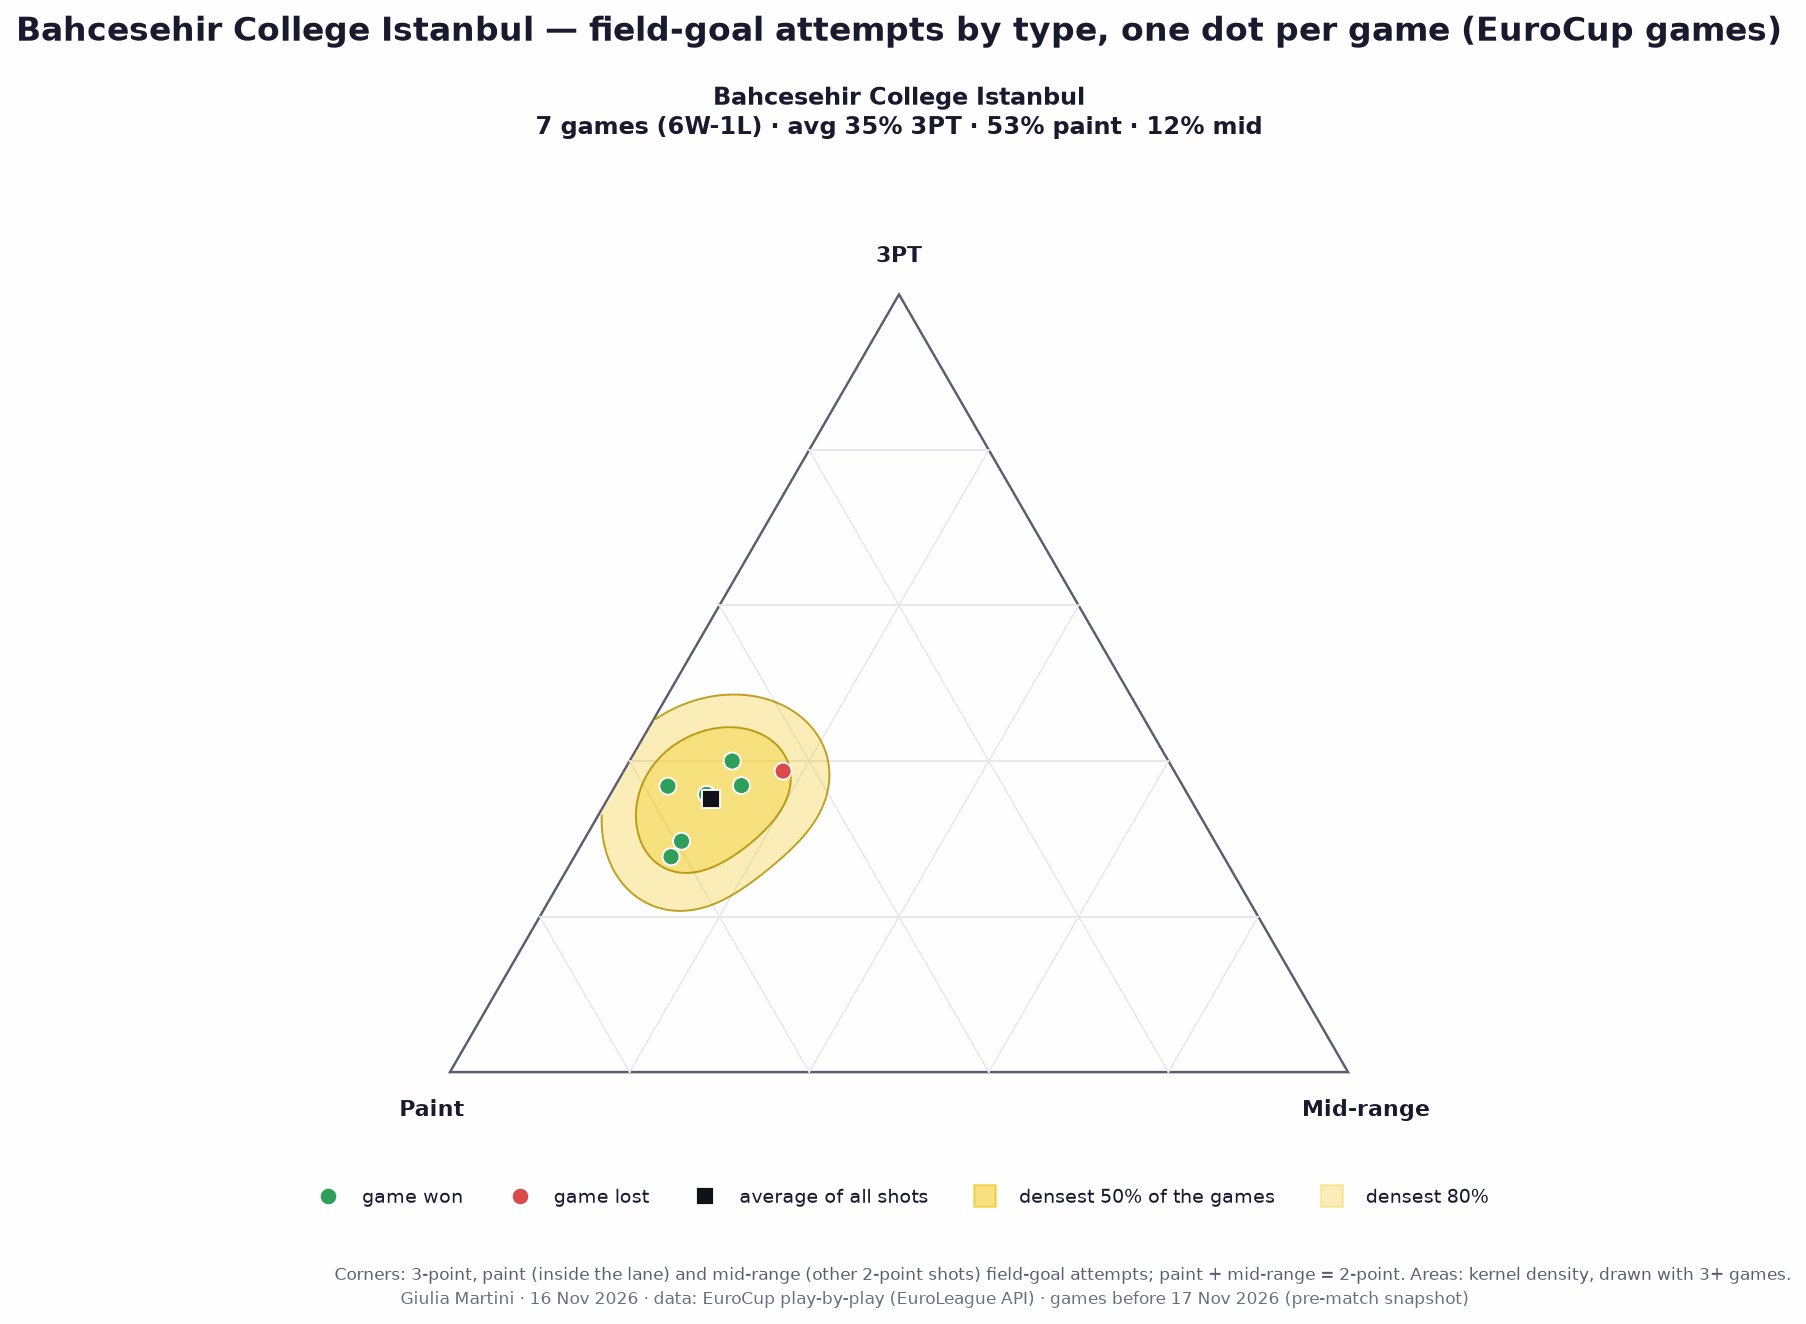 Bahcesehir College Istanbul — field-goal attempts by type, one dot per game (EuroCup games)
Bahcesehir College Istanbul
7 games (6W-1L) · avg 35% 3PT · 53% paint · 12% mid
3PT
Paint
Mid-range
game won
game lost
average of all shots
densest 50% of the games
densest 80%
Corners: 3-point, paint (inside the lane) and mid-range (other 2-point shots) field-goal attempts; paint + mid-range = 2-point. Areas: kernel density, drawn with 3+ games.
Giulia Martini · 16 Nov 2026 · data: EuroCup play-by-play (EuroLeague API) · games before 17 Nov 2026 (pre-match snapshot)